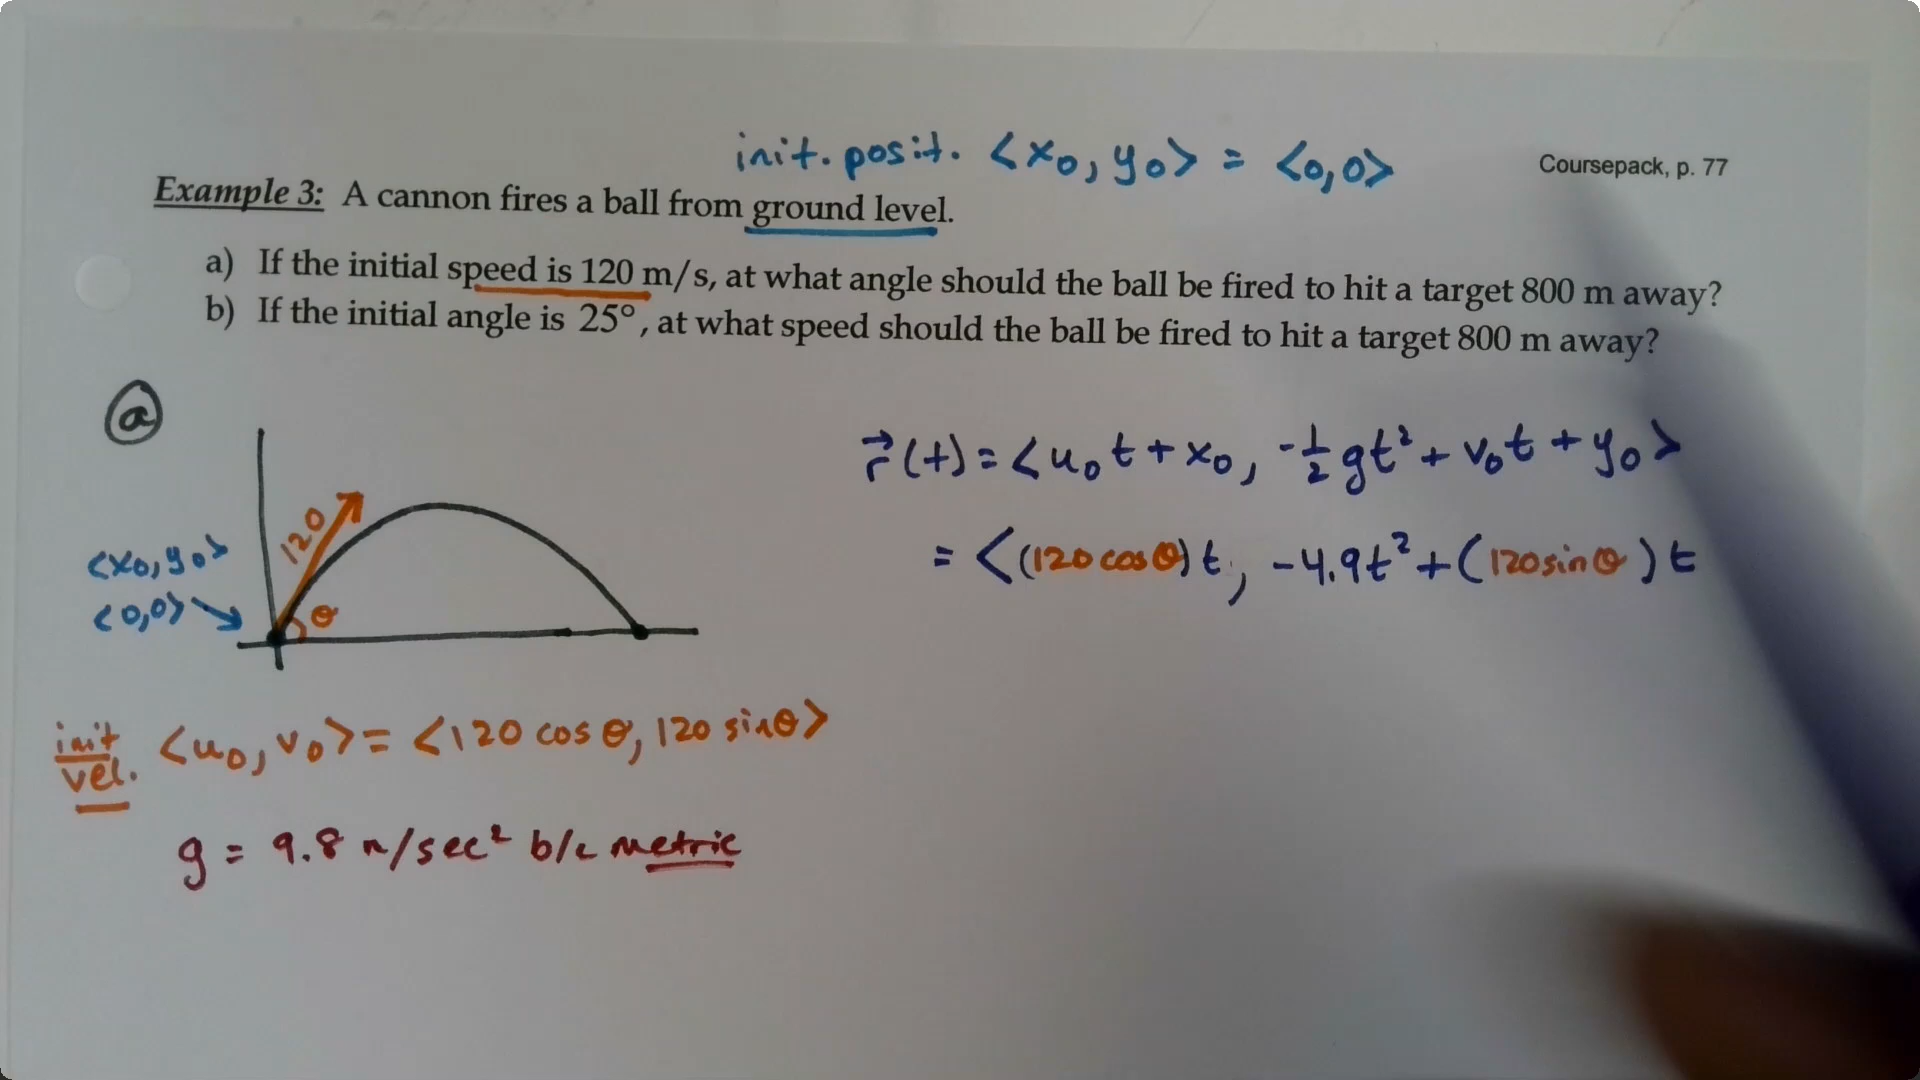 init. posit. <x₀, y₀> = <0,0>
Coursepack, p. 77
Example 3: A cannon fires a ball from ground level.
a) If the initial speed is 120 m/s, at what angle should the ball be fired to hit a target 800 m away?
b) If the initial angle is 25°, at what speed should the ball be fired to hit a target 800 m away?
a
r⃗(t) = <u₀t + x₀, -½gt² + v₀t + y₀>
= <(120 cos θ)t, -4.9t² + (120 sin θ)t
120
<x₀, y₀>
<0,0>
θ
init vel. <u₀, v₀> = <120 cos θ, 120 sin θ>
g = 9.8 m/sec² b/c metric